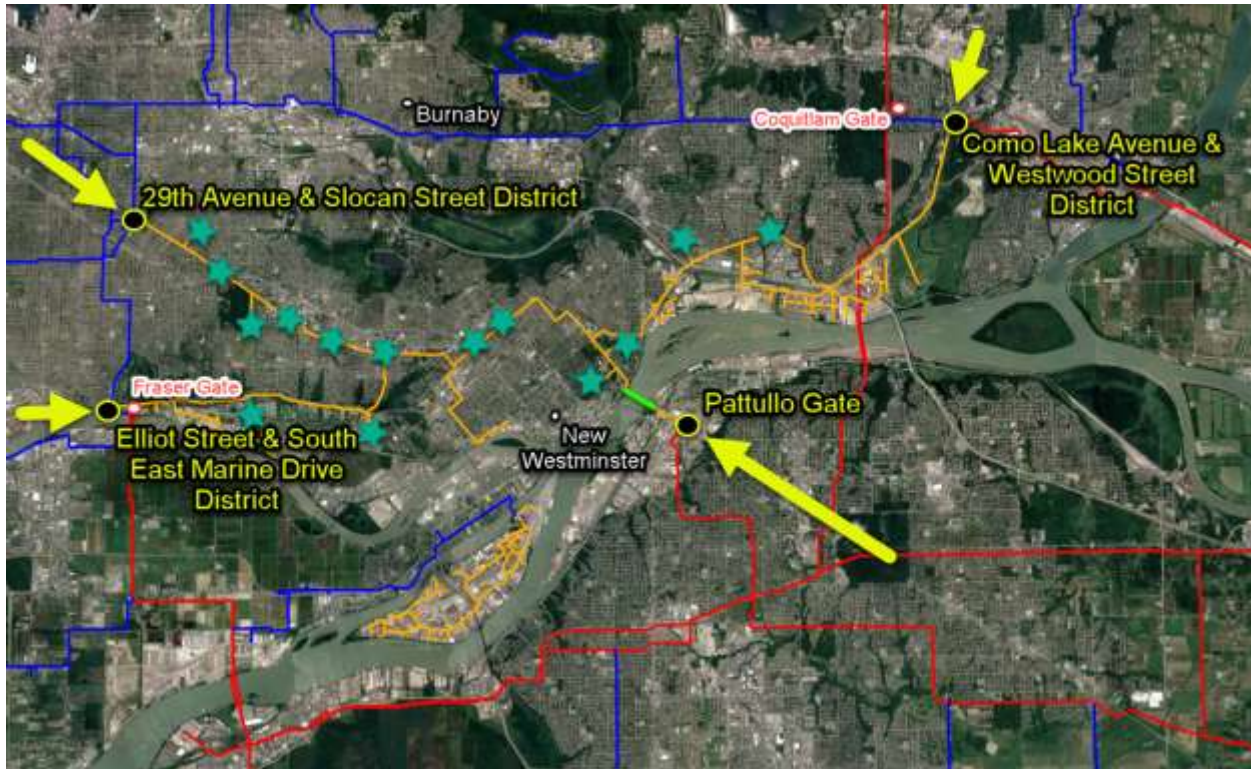 Burnaby
Coquitlam Gate
Como Lake Avenue &
Westwood Street
District
29th Avenue & Slocan Street District
Fraser Gate
Elliot Street & South
East Marine Drive
District
Pattullo Gate
New
Westminster